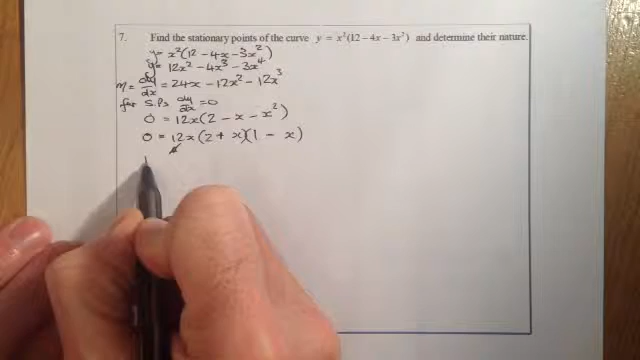 7. Find the stationary points of the curve y = x²(12 – 4x – 3x²) and determine their nature.
y = x²(12 - 4x - 3x²)
y = 12x² - 4x³ - 3x⁴
m = dy/dx = 24x - 12x² - 12x³
for S.Ps dy/dx = 0
0 = 12x(2 - x - x²)
0 = 12x(2 + x)(1 - x)